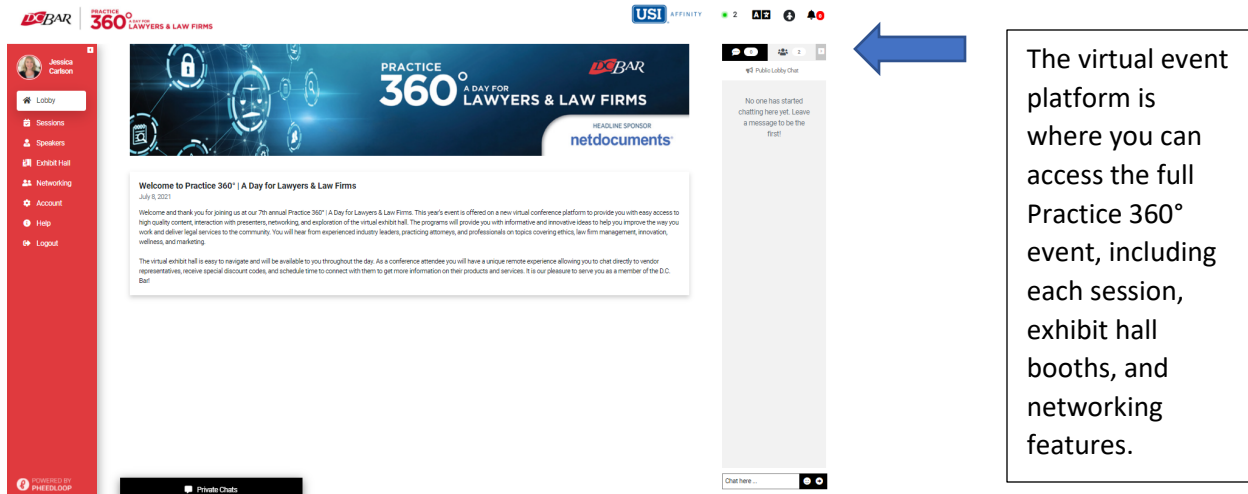 DCBAR
PRACTICE
360° A DAY FOR
LAWYERS & LAW FIRMS
USI AFFINITY
2
0
Jessica
Carlson
Lobby
Sessions
Speakers
Exhibit Hall
Networking
Account
Help
Logout
POWERED BY
PHEEDLOOP
PRACTICE
360° A DAY FOR
LAWYERS & LAW FIRMS
DCBAR
HEADLINE SPONSOR
netdocuments
Welcome to Practice 360° | A Day for Lawyers & Law Firms
July 8, 2021
Welcome and thank you for joining us at our 7th annual Practice 360° | A Day for Lawyers & Law Firms. This year's event is offered on a new virtual conference platform to provide you with easy access to
high quality content, interaction with presenters, networking, and exploration of the virtual exhibit hall. The programs will provide you with informative and innovative ideas to help you improve the way you
work and deliver legal services to the community. You will hear from experienced industry leaders, practicing attorneys, and professionals on topics covering ethics, law firm management, innovation,
wellness, and marketing.
The virtual exhibit hall is easy to navigate and will be available to you throughout the day. As a conference attendee you will have a unique remote experience allowing you to chat directly to vendor
representatives, receive special discount codes, and schedule time to connect with them to get more information on their products and services. It is our pleasure to serve you as a member of the D.C.
Bar!
Private Chats
0
Public Lobby Chat
No one has started
chatting here yet. Leave
a message to be the
first!
Chat here ...
The virtual event
platform is
where you can
access the full
Practice 360°
event, including
each session,
exhibit hall
booths, and
networking
features.